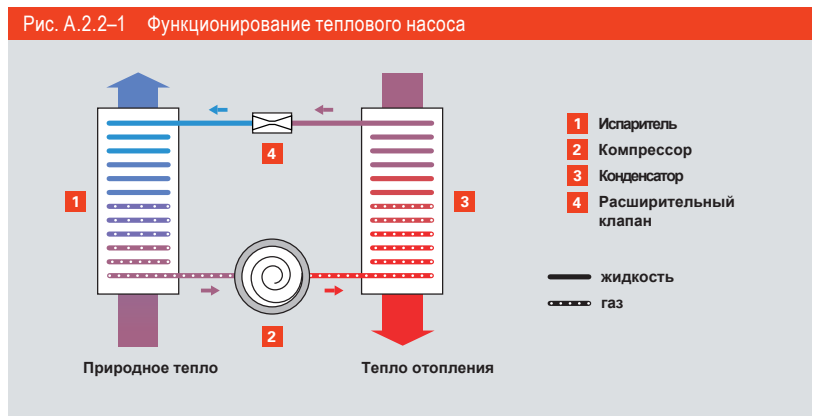 Рис. А.2.2–1 Функционирование теплового насоса
1 Испаритель
2 Компрессор
3 Конденсатор
4 Расширительный
клапан
4
1
3
2
жидкость
газ
Природное тепло
Тепло отопления